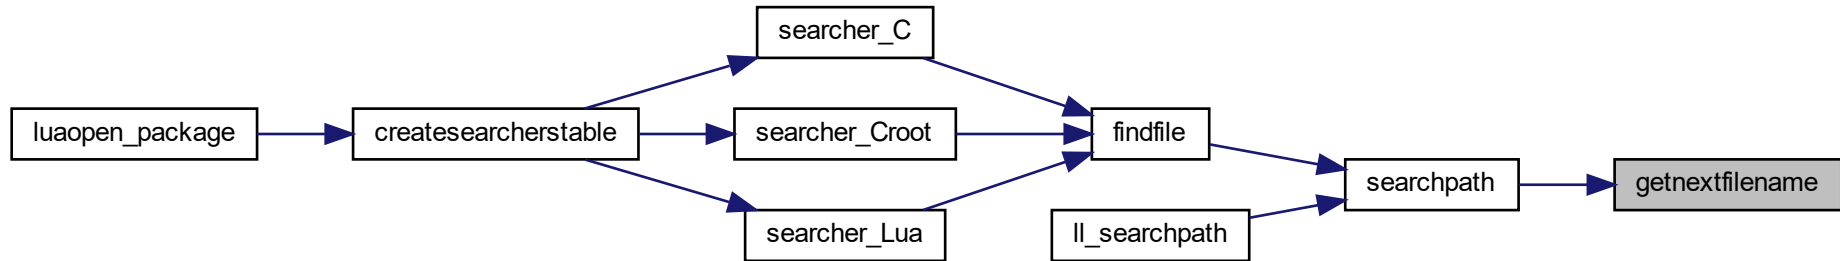 searcher_C
luaopen_package
createsearcherstable
searcher_Croot
findfile
searchpath
getnextfilename
searcher_Lua
ll_searchpath